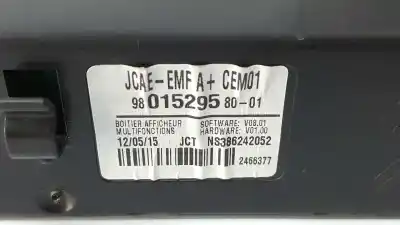 JCAE-EMF A+ CEM01
98 015295 80-01
BOITIER AFFICHEUR SOFTWARE: V08.01
MULTIFONCTIONS HARDWARE: V01.00
12/05/15 JCT NS386242052
2466377